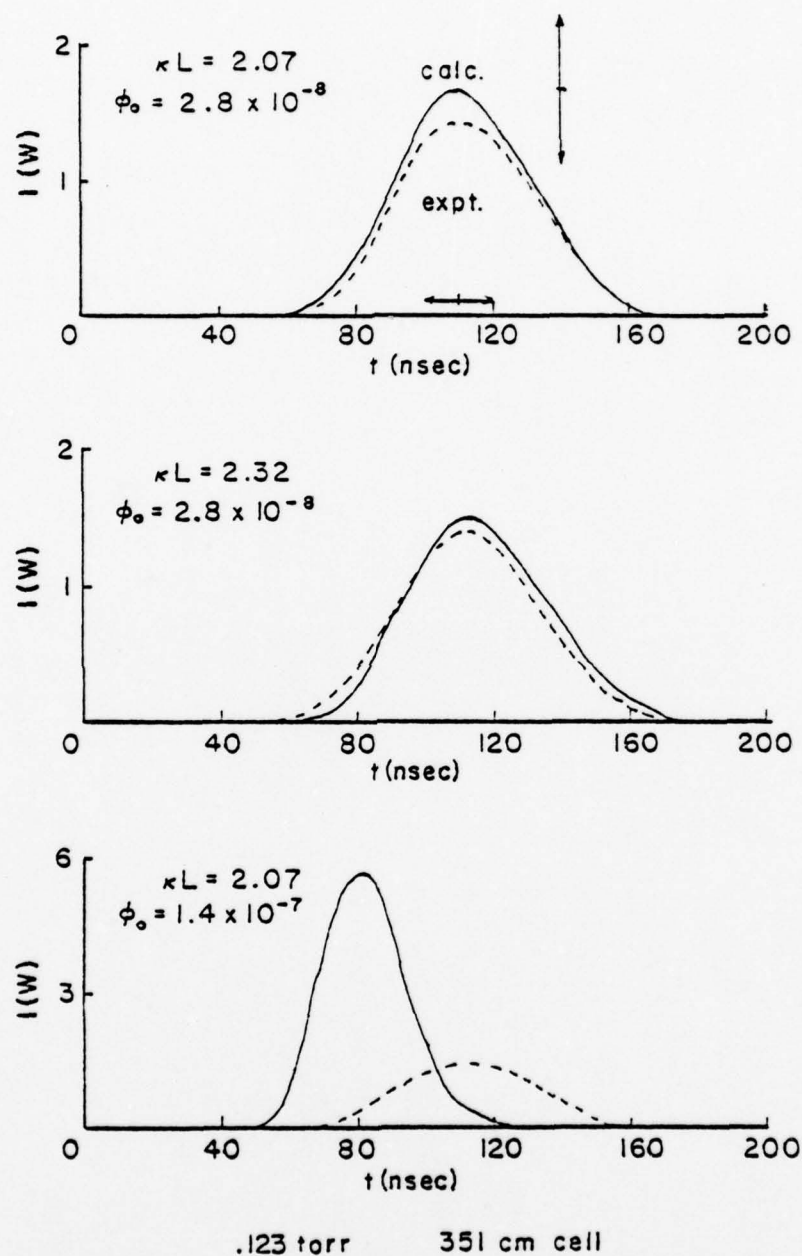 2
κL = 2.07
ϕ₀ = 2.8 x 10⁻⁸
calc.
I(W)
1
expt.
0 40 80 120 160 200
t(nsec)
2
κL = 2.32
ϕ₀ = 2.8 x 10⁻⁸
I(W)
1
0 40 80 120 160 200
t(nsec)
6
κL = 2.07
ϕ₀ = 1.4 x 10⁻⁷
I(W)
3
0 40 80 120 160 200
t(nsec)
.123 torr 351 cm cell